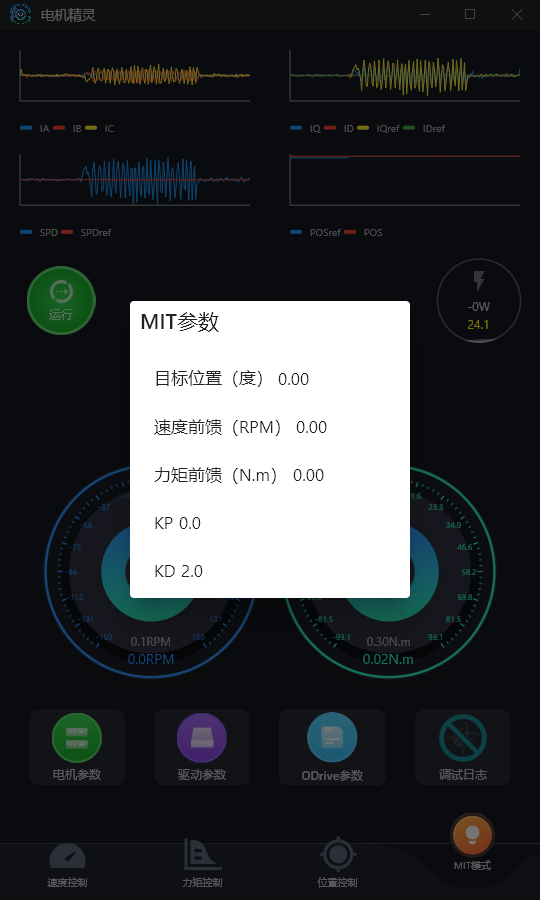 电机精灵
IA IB IC
IQ ID IQref IDref
SPD SPDref
POSref POS
运行
-0W
24.1
MIT参数
目标位置（度） 0.00
速度前馈（RPM） 0.00
力矩前馈（N.m） 0.00
KP 0.0
KD 2.0
-37
-56
-75
-94
-112
-131
-150
131
150
0.1RPM
0.0RPM
23.3
34.9
46.6
58.2
69.8
81.5
93.1
-81.5
-93.1
0.30N.m
0.02N.m
电机参数
驱动参数
ODrive参数
调试日志
速度控制
力矩控制
位置控制
MIT模式